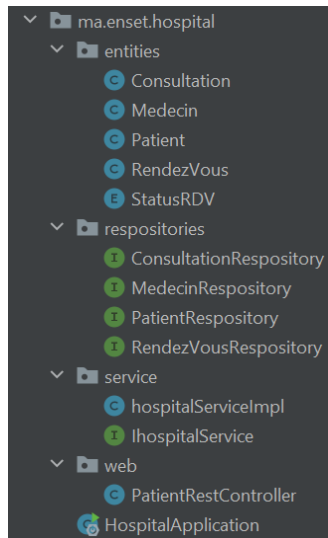 ma.enset.hospital
entities
C Consultation
C Medecin
C Patient
C RendezVous
E StatusRDV
respositories
I ConsultationRespository
I MedecinRespository
I PatientRespository
I RendezVousRespository
service
C hospitalServiceImpl
I IhospitalService
web
C PatientRestController
HospitalApplication